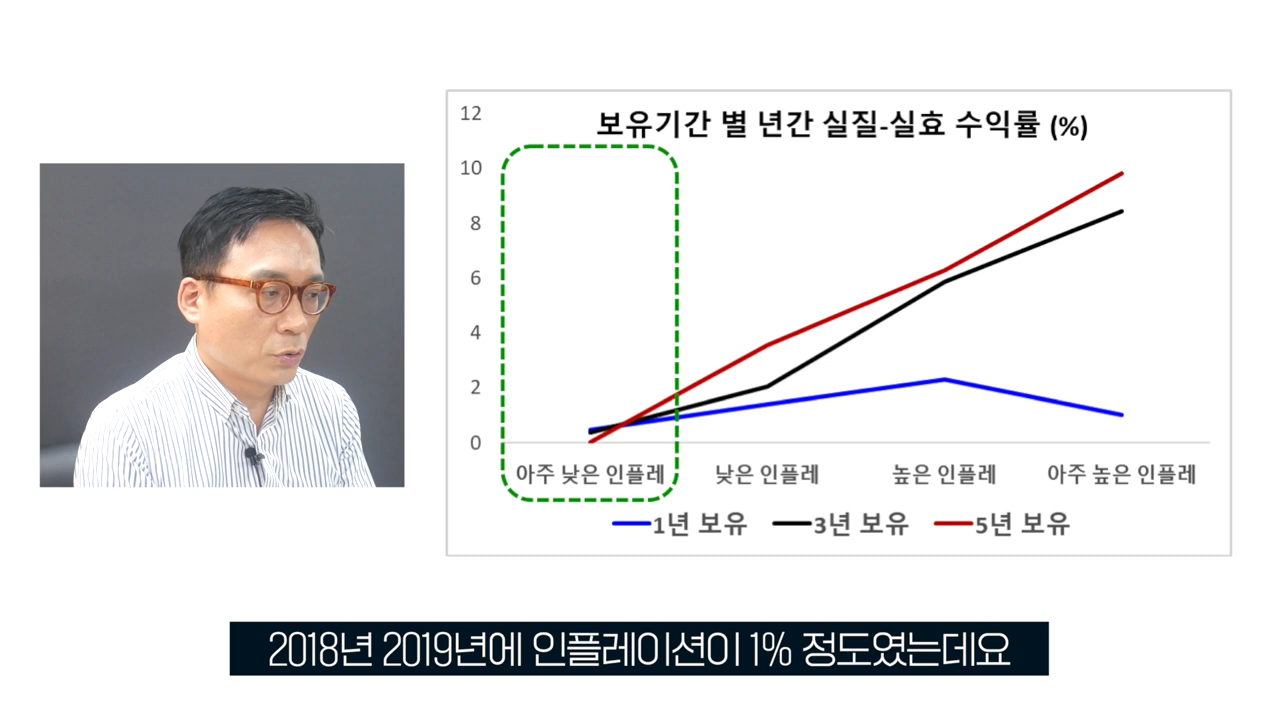 보유기간 별 년간 실질-실효 수익률 (%)
12
10
8
6
4
2
0
아주 낮은 인플레 낮은 인플레 높은 인플레 아주 높은 인플레
1년 보유 3년 보유 5년 보유
2018년 2019년에 인플레이션이 1% 정도였는데요